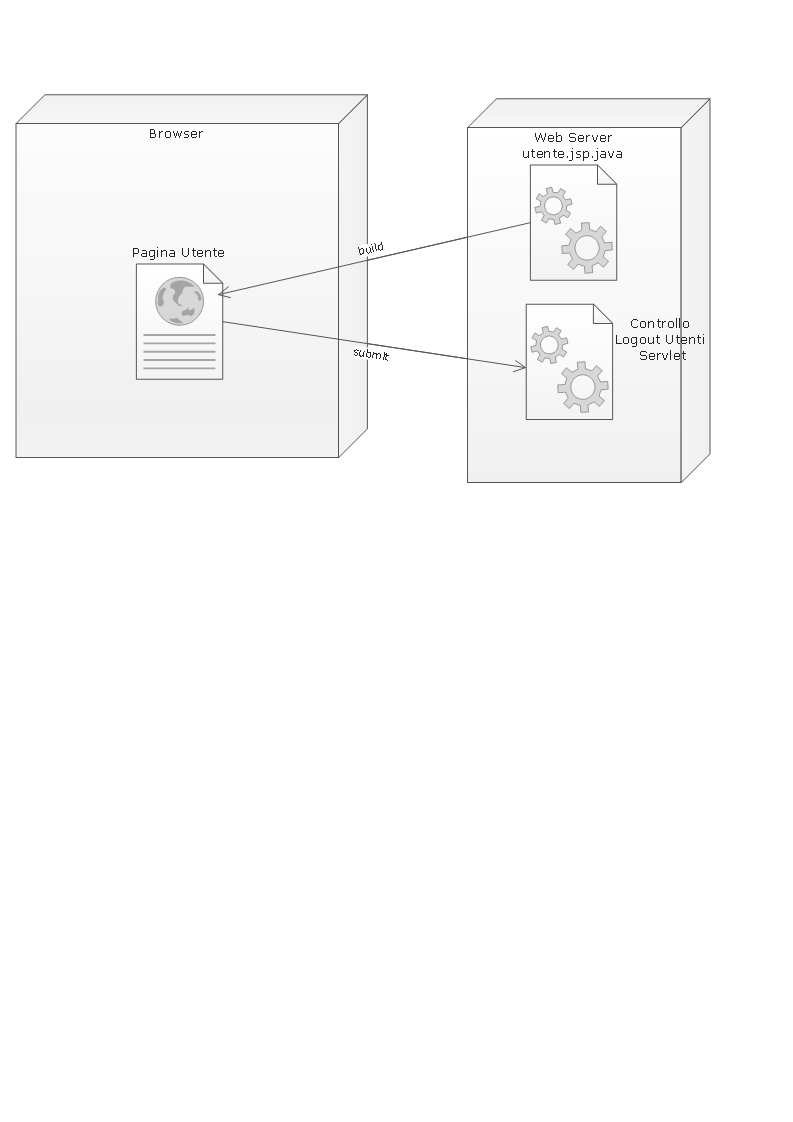 Browser
Web Server
utente.jsp.java
build
Pagina Utente
Controllo
Logout Utenti
Servlet
submit